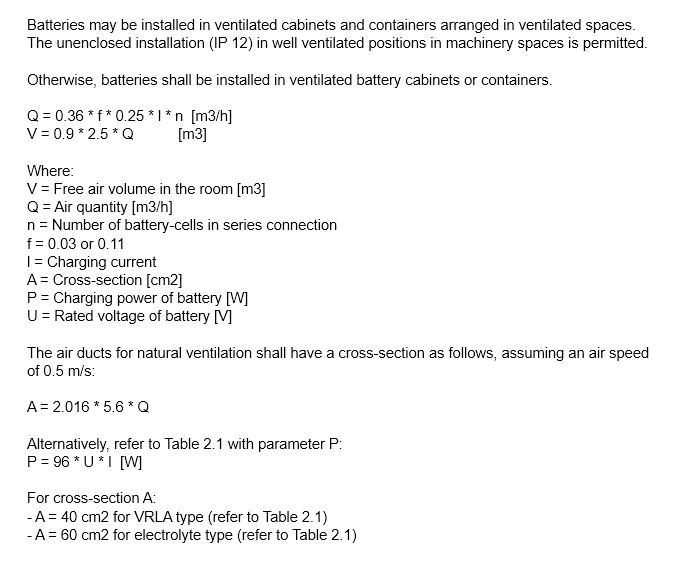 Batteries may be installed in ventilated cabinets and containers arranged in ventilated spaces.
The unenclosed installation (IP 12) in well ventilated positions in machinery spaces is permitted.
Otherwise, batteries shall be installed in ventilated battery cabinets or containers.
Q = 0.36 * f * 0.25 * I * n [m3/h]
V = 0.9 * 2.5 * Q [m3]
Where:
V = Free air volume in the room [m3]
Q = Air quantity [m3/h]
n = Number of battery-cells in series connection
f = 0.03 or 0.11
I = Charging current
A = Cross-section [cm2]
P = Charging power of battery [W]
U = Rated voltage of battery [V]
The air ducts for natural ventilation shall have a cross-section as follows, assuming an air speed
of 0.5 m/s:
A = 2.016 * 5.6 * Q
Alternatively, refer to Table 2.1 with parameter P:
P = 96 * U * I [W]
For cross-section A:
- A = 40 cm2 for VRLA type (refer to Table 2.1)
- A = 60 cm2 for electrolyte type (refer to Table 2.1)